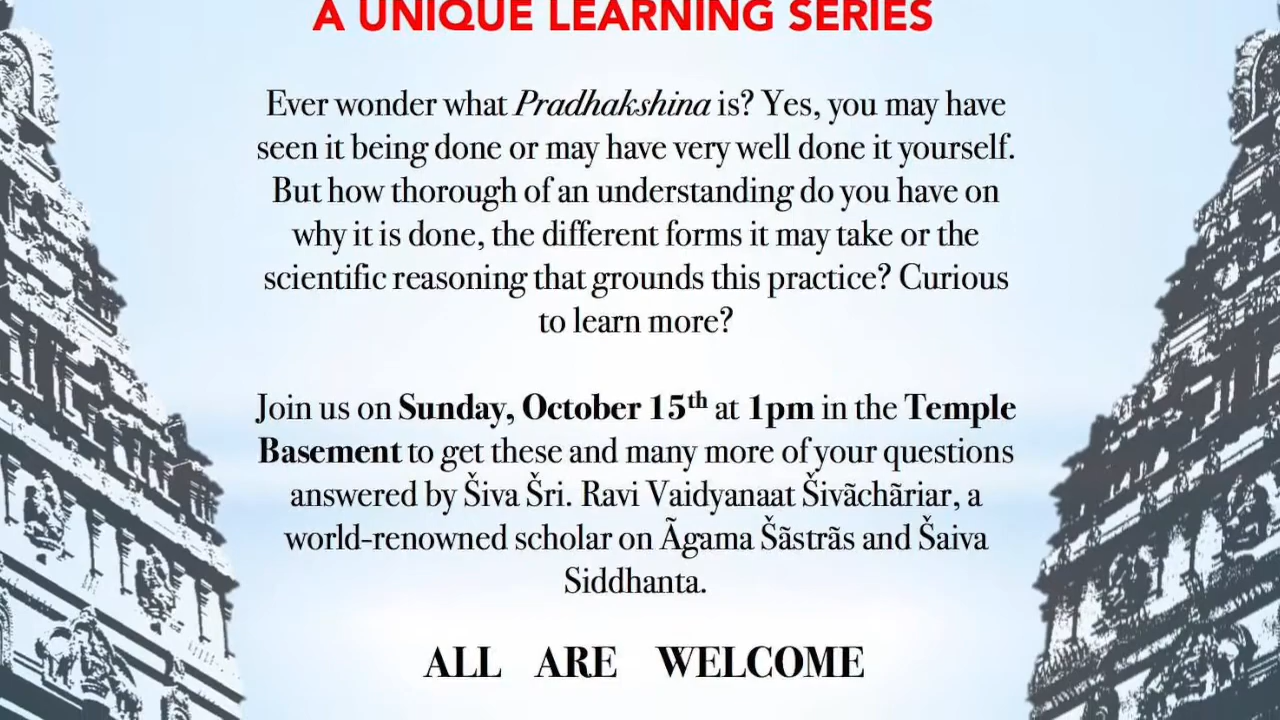 A UNIQUE LEARNING SERIES
Ever wonder what Pradhakshina is? Yes, you may have
seen it being done or may have very well done it yourself.
But how thorough of an understanding do you have on
why it is done, the different forms it may take or the
scientific reasoning that grounds this practice? Curious
to learn more?
Join us on Sunday, October 15th at 1pm in the Temple
Basement to get these and many more of your questions
answered by Šiva Šri. Ravi Vaidyanaat Šivãchãriar, a
world-renowned scholar on Ãgama Šãstrãs and Šaiva
Siddhanta.
ALL ARE WELCOME